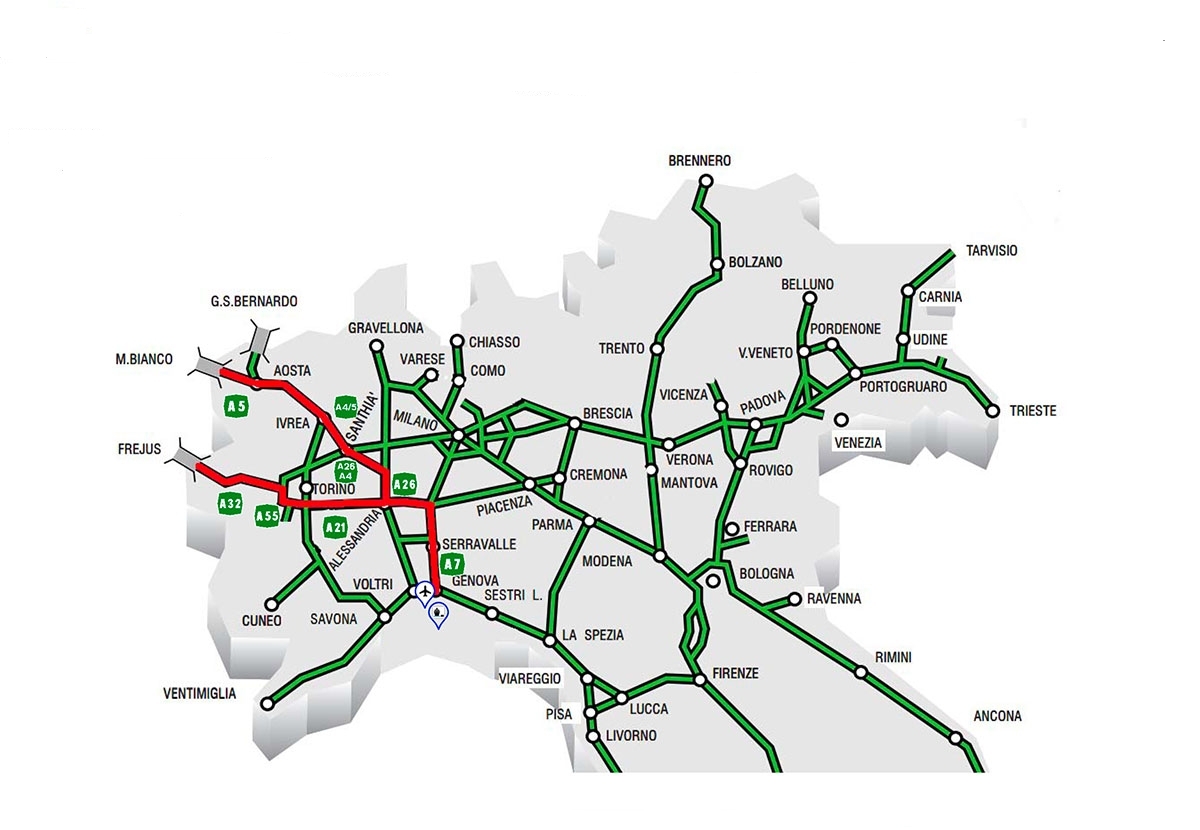 BRENNERO
TARVISIO
BOLZANO
BELLUNO
CARNIA
G.S.BERNARDO
GRAVELLONA
CHIASSO
PORDENONE
UDINE
M.BIANCO
VARESE
TRENTO
V.VENETO
AOSTA
COMO
PORTOGRUARO
A 5
A4/5
IVREA
SANTHIA'
MILANO
BRESCIA
VICENZA
PADOVA
TRIESTE
VENEZIA
FREJUS
A26
A4
A26
CREMONA
VERONA
ROVIGO
MANTOVA
TORINO
A32
A55
A21
PIACENZA
PARMA
FERRARA
ALESSANDRIA
SERRAVALLE
A7
MODENA
BOLOGNA
VOLTRI
GENOVA
SESTRI L.
RAVENNA
CUNEO
SAVONA
LA SPEZIA
RIMINI
VIAREGGIO
FIRENZE
VENTIMIGLIA
PISA
LUCCA
ANCONA
LIVORNO